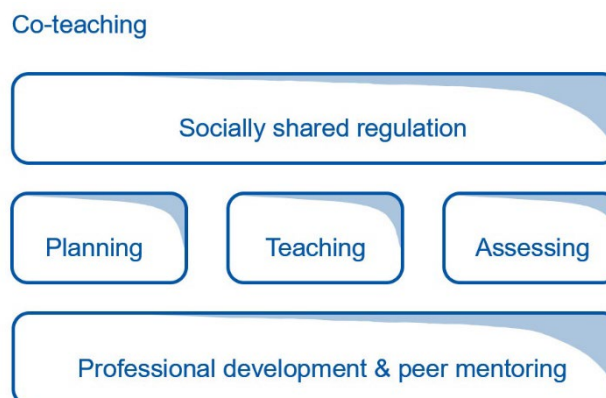 Co-teaching
Socially shared regulation
Planning
Teaching
Assessing
Professional development & peer mentoring